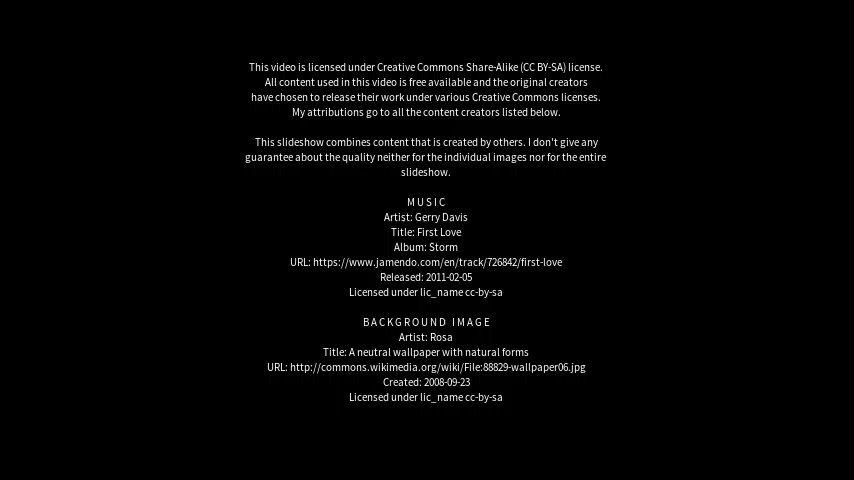 This video is licensed under Creative Commons Share-Alike (CC BY-SA) license.
All content used in this video is free available and the original creators
have chosen to release their work under various Creative Commons licenses.
My attributions go to all the content creators listed below.
This slideshow combines content that is created by others. I don't give any
guarantee about the quality neither for the individual images nor for the entire
slideshow.
MUSIC
Artist: Gerry Davis
Title: First Love
Album: Storm
URL: https://www.jamendo.com/en/track/726842/first-love
Released: 2011-02-05
Licensed under lic_name cc-by-sa
BACKGROUND IMAGE
Artist: Rosa
Title: A neutral wallpaper with natural forms
URL: http://commons.wikimedia.org/wiki/File:88829-wallpaper06.jpg
Created: 2008-09-23
Licensed under lic_name cc-by-sa